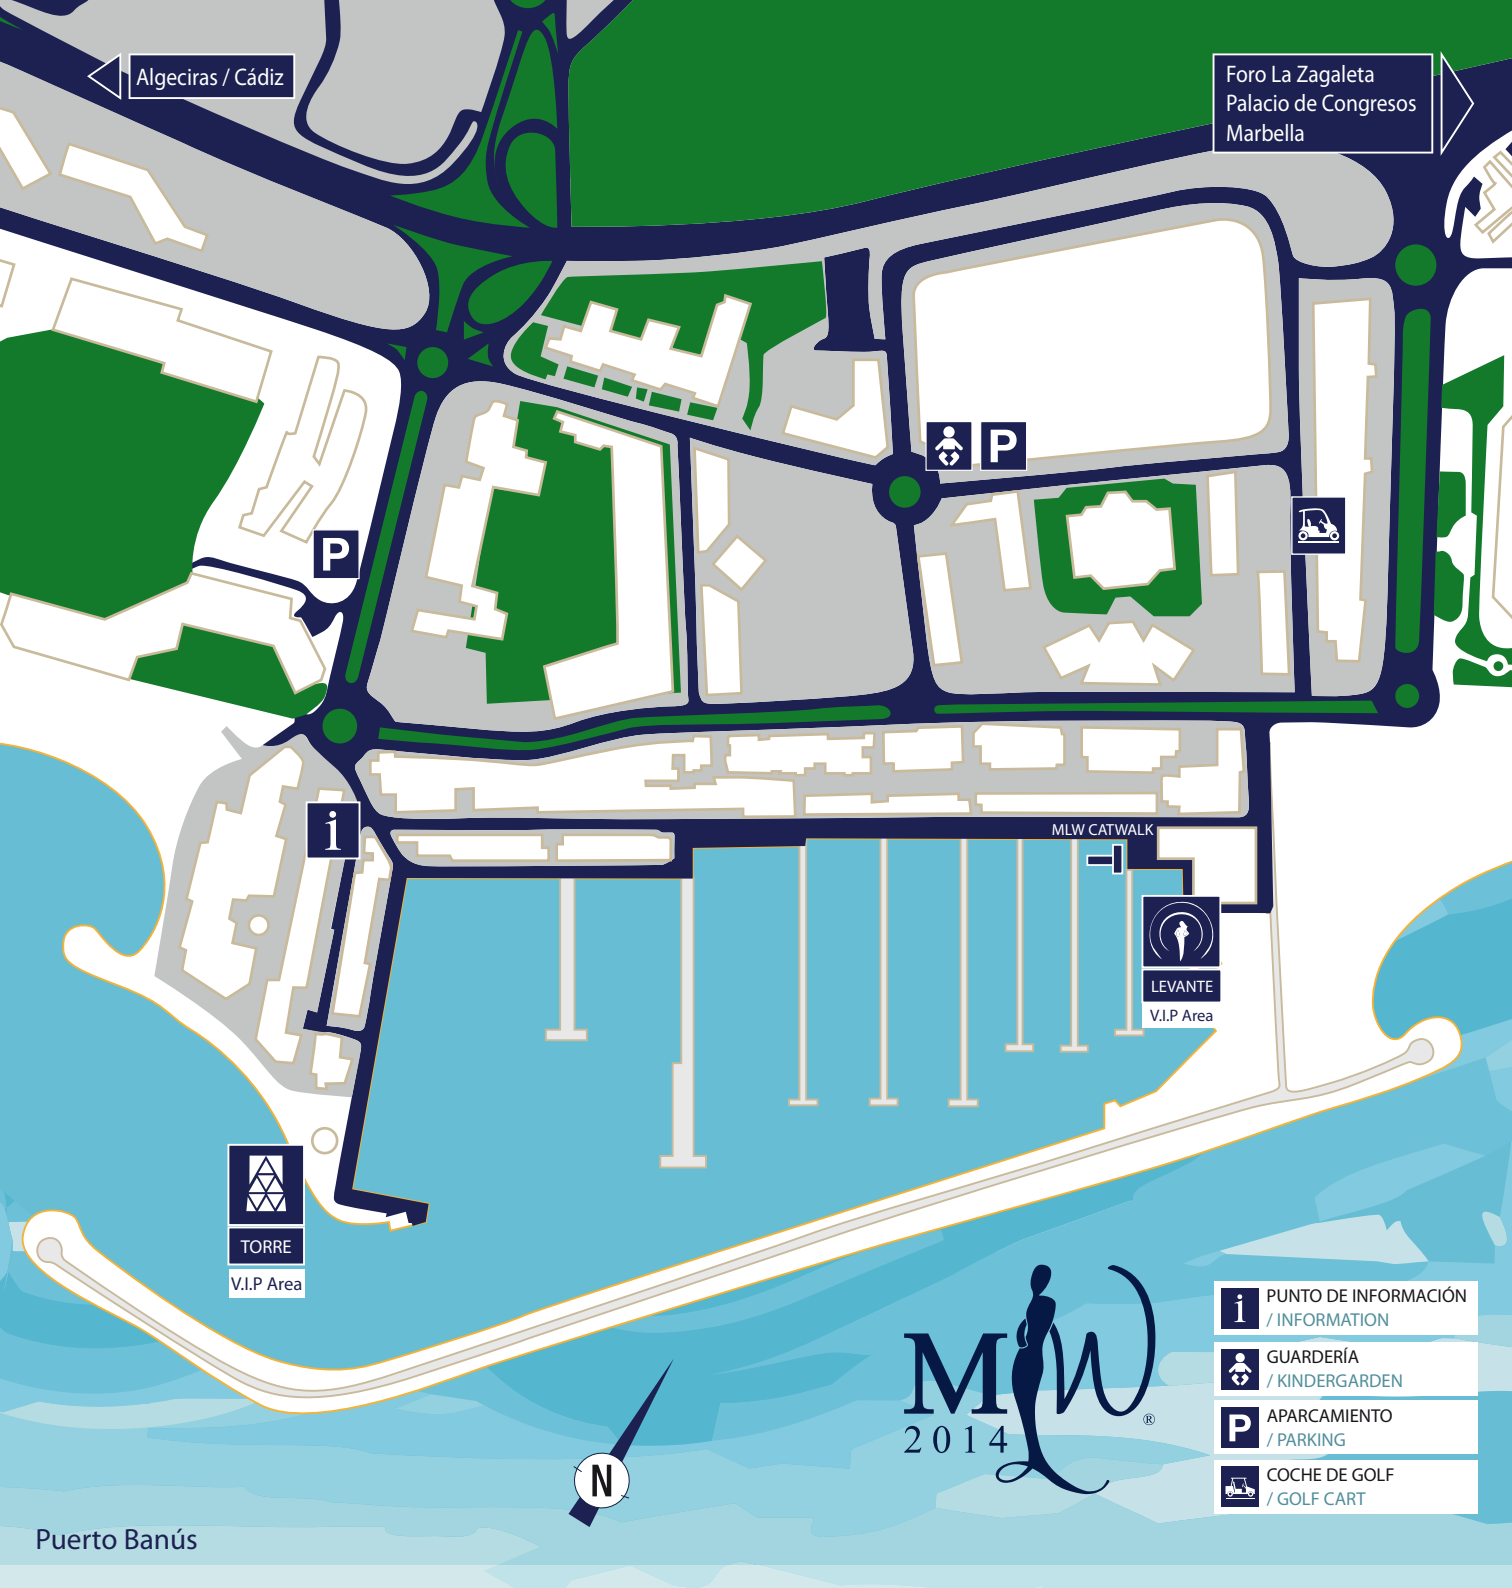 Algeciras / Cádiz
Foro La Zagaleta
Palacio de Congresos
Marbella
P
P
i
MLW CATWALK
LEVANTE
V.I.P Area
TORRE
V.I.P Area
MLW
®
2014
N
i
PUNTO DE INFORMACIÓN
/ INFORMATION
GUARDERÍA
/ KINDERGARDEN
P
APARCAMIENTO
/ PARKING
COCHE DE GOLF
/ GOLF CART
Puerto Banús